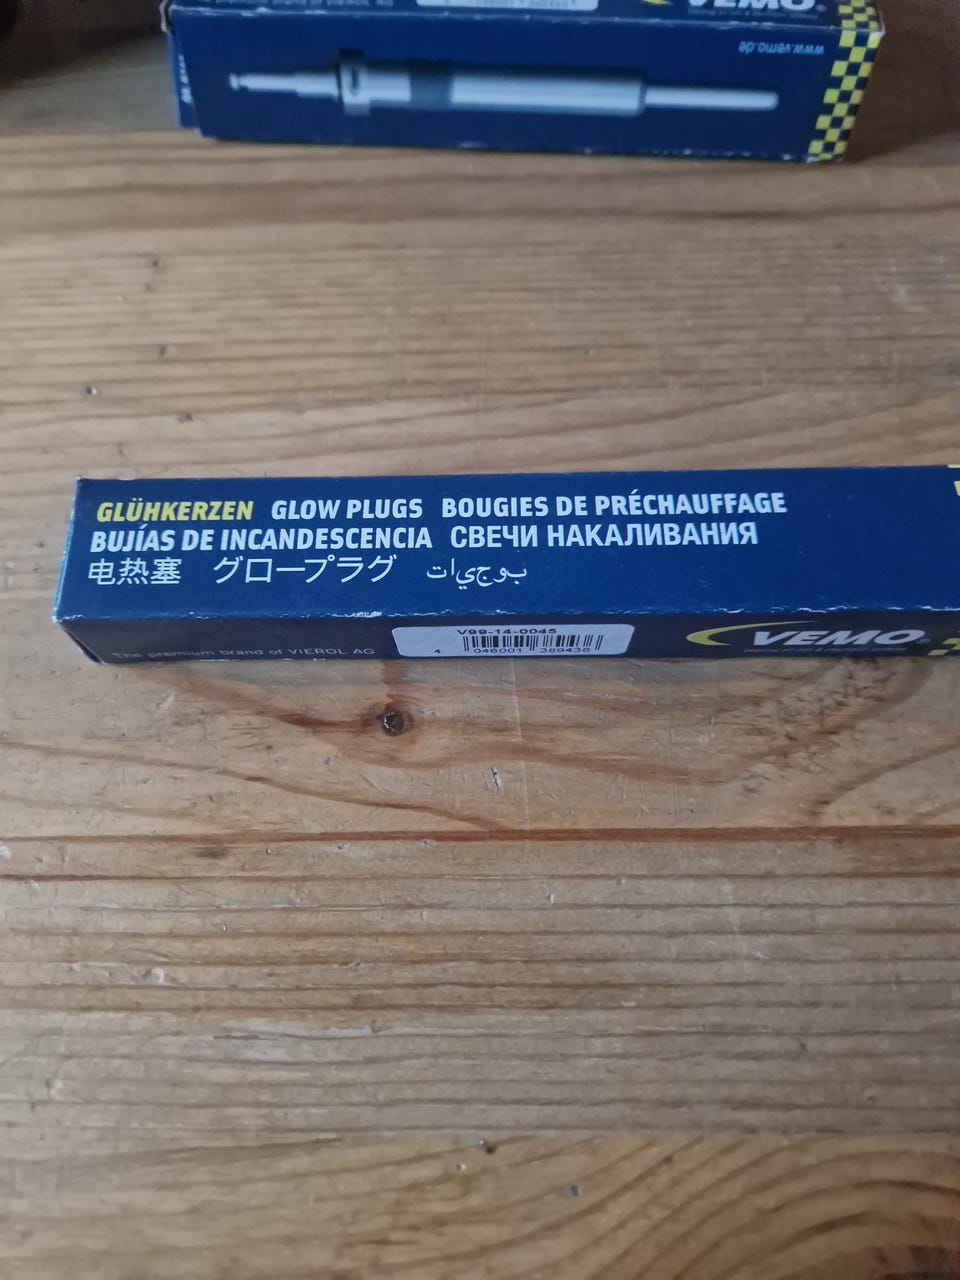 VEMO
www.vemo.de
GLÜHKERZEN GLOW PLUGS BOUGIES DE PRÉCHAUFFAGE
BUJÍAS DE INCANDESCENCIA СВЕЧИ НАКАЛИВАНИЯ
电热塞 グロープラグ بوجيات
V99-14-0045
4 046001 389436
The premium brand of VIEROL AG
VEMO